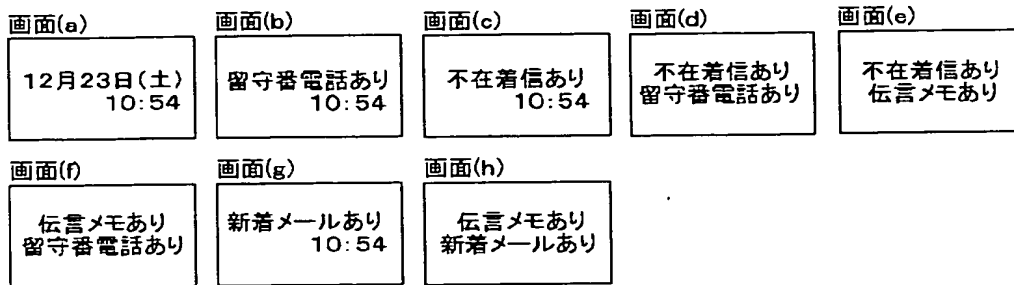 画面(a)
12月23日(土)
10:54
画面(b)
留守番電話あり
10:54
画面(c)
不在着信あり
10:54
画面(d)
不在着信あり
留守番電話あり
画面(e)
不在着信あり
伝言メモあり
画面(f)
伝言メモあり
留守番電話あり
画面(g)
新着メールあり
10:54
画面(h)
伝言メモあり
新着メールあり